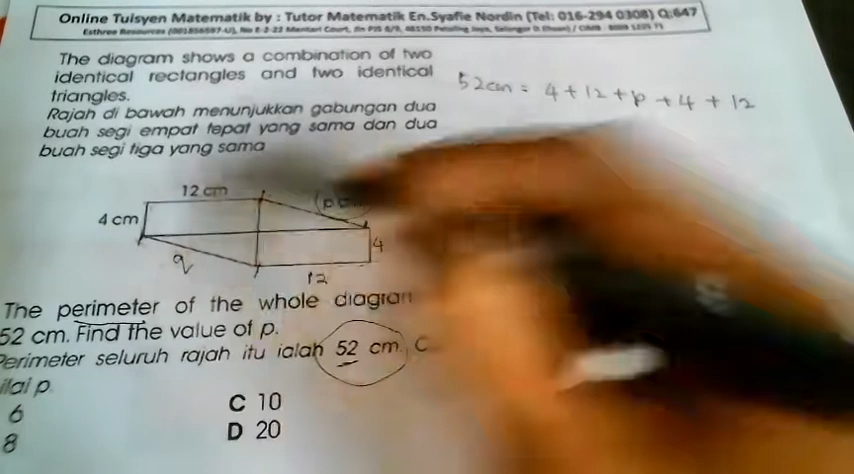 Online Tuisyen Matematik by : Tutor Matematik En.Syafie Nordin (Tel: 016-294 0308) Q:647
The diagram shows a combination of two
identical rectangles and two identical
triangles.
Rajah di bawah menunjukkan gabungan dua
buah segi empat tepat yang sama dan dua
buah segi tiga yang sama
52cm = 4 + 12 + p + 4 + 12
12 cm
4 cm
4
q
12
The perimeter of the whole diagram
52 cm. Find the value of p.
Perimeter seluruh rajah itu ialah 52 cm. C
ilai p
6
8
C 10
D 20